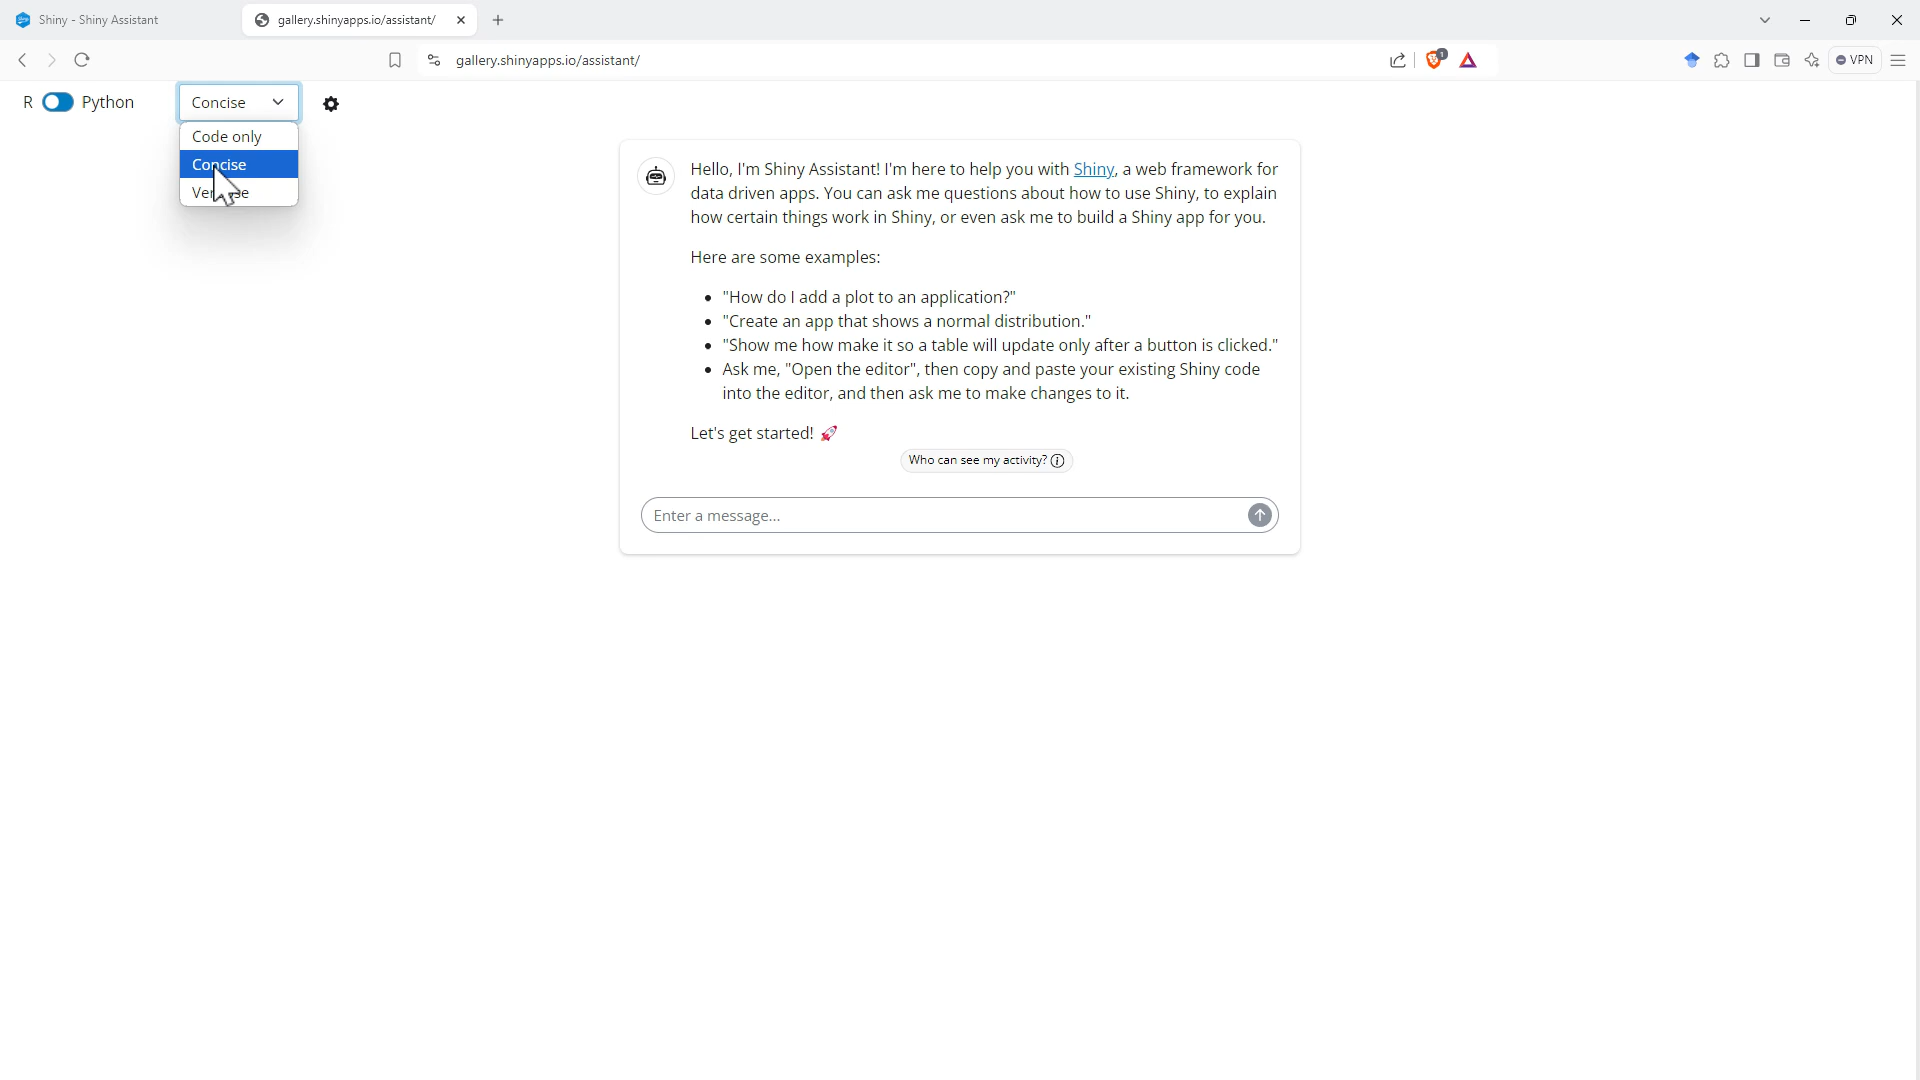 Shiny - Shiny Assistant
gallery.shinyapps.io/assistant/
gallery.shinyapps.io/assistant/
1
VPN
R Python
Concise
Code only
Concise
Hello, I'm Shiny Assistant! I'm here to help you with Shiny, a web framework for
data driven apps. You can ask me questions about how to use Shiny, to explain
how certain things work in Shiny, or even ask me to build a Shiny app for you.
Here are some examples:
• "How do I add a plot to an application?"
• "Create an app that shows a normal distribution."
• "Show me how make it so a table will update only after a button is clicked."
• Ask me, "Open the editor", then copy and paste your existing Shiny code
into the editor, and then ask me to make changes to it.
Let's get started! 🚀
Who can see my activity?
Enter a message...